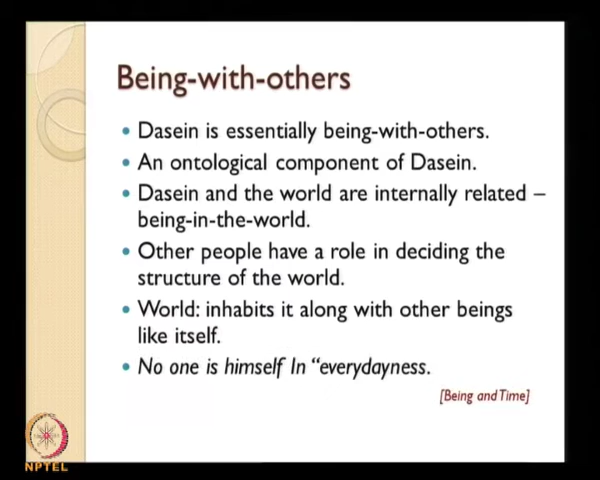 Being-with-others
• Dasein is essentially being-with-others.
• An ontological component of Dasein.
• Dasein and the world are internally related –
being-in-the-world.
• Other people have a role in deciding the
structure of the world.
• World: inhabits it along with other beings
like itself.
• No one is himself In “everydayness.
[Being and Time]
NPTEL